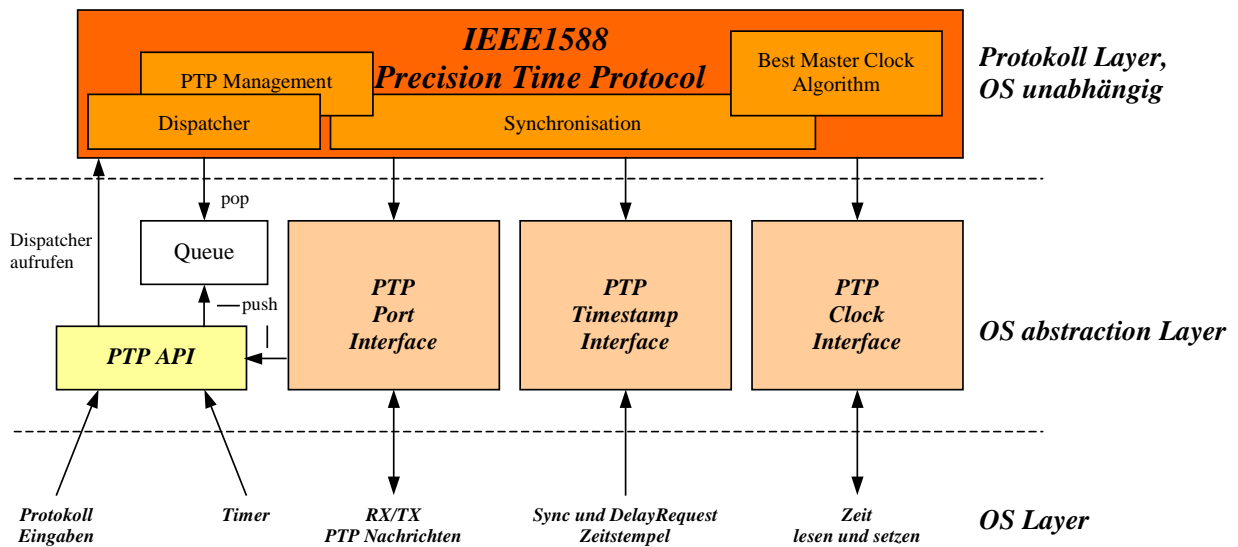 IEEE1588
Precision Time Protocol
PTP Management
Best Master Clock
Algorithm
Dispatcher
Synchronisation
Protokoll Layer,
OS unabhängig
pop
Dispatcher
aufrufen
Queue
push
PTP API
PTP
Port
Interface
PTP
Timestamp
Interface
PTP
Clock
Interface
OS abstraction Layer
Protokoll
Eingaben
Timer
RX/TX
PTP Nachrichten
Sync und DelayRequest
Zeitstempel
Zeit
lesen und setzen
OS Layer